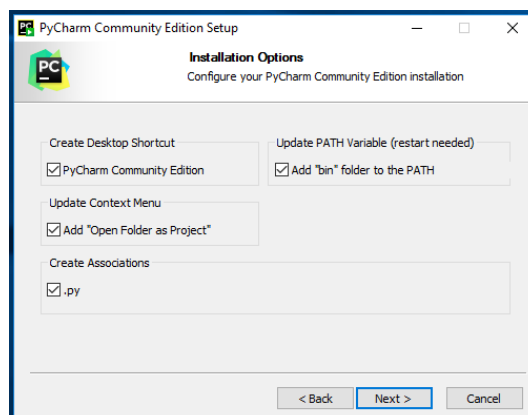 PC PyCharm Community Edition Setup
PC
Installation Options
Configure your PyCharm Community Edition installation
Create Desktop Shortcut
PyCharm Community Edition
Update PATH Variable (restart needed)
Add "bin" folder to the PATH
Update Context Menu
Add "Open Folder as Project"
Create Associations
.py
< Back Next > Cancel